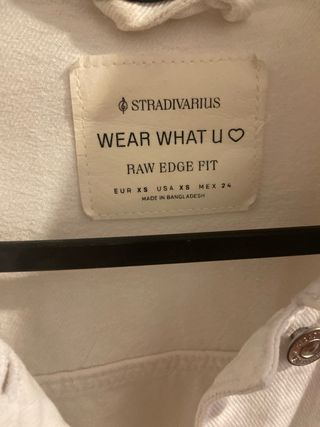 STRADIVARIUS
WEAR WHAT U ♡
RAW EDGE FIT
EUR XS USA XS MEX 24
MADE IN BANGLADESH